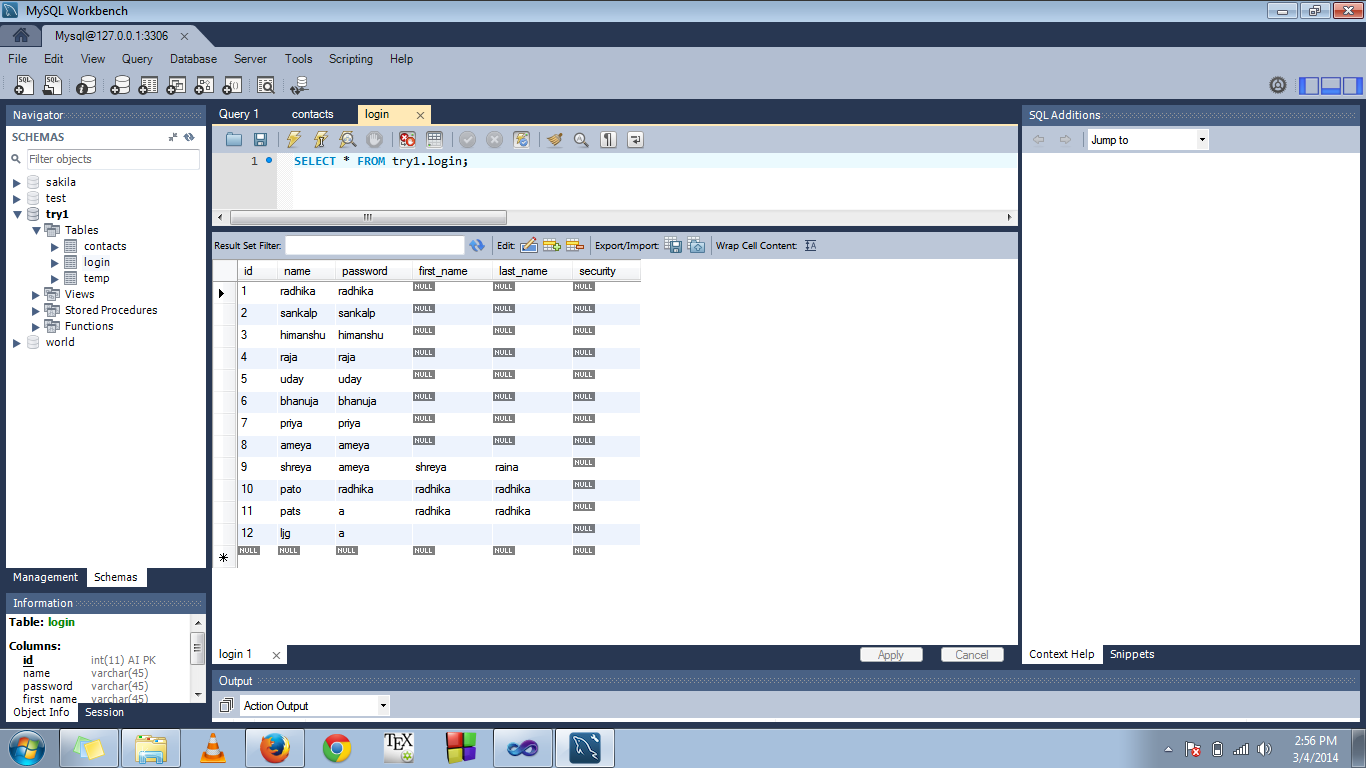 MySQL Workbench
Mysql@127.0.0.1:3306
File Edit View Query Database Server Tools Scripting Help
Navigator
SCHEMAS
Filter objects
sakila
test
try1
Tables
contacts
login
temp
Views
Stored Procedures
Functions
world
Management Schemas
Information
Table: login
Columns:
id int(11) AI PK
name varchar(45)
password varchar(45)
first_name varchar(45)
Object Info Session
Query 1 contacts login
1 SELECT * FROM try1.login;
Result Set Filter: Edit: Export/Import: Wrap Cell Content:
id name password first_name last_name security
1 radhika radhika NULL NULL NULL
2 sankalp sankalp NULL NULL NULL
3 himanshu himanshu NULL NULL NULL
4 raja raja NULL NULL NULL
5 uday uday NULL NULL NULL
6 bhanuja bhanuja NULL NULL NULL
7 priya priya NULL NULL NULL
8 ameya ameya NULL NULL NULL
9 shreya ameya shreya raina NULL
10 pato radhika radhika radhika NULL
11 pats a radhika radhika NULL
12 ljg a NULL
NULL NULL NULL NULL NULL NULL
login 1 Apply Cancel
Output
Action Output
SQL Additions
Jump to
Context Help Snippets
TEX
2:56 PM
3/4/2014